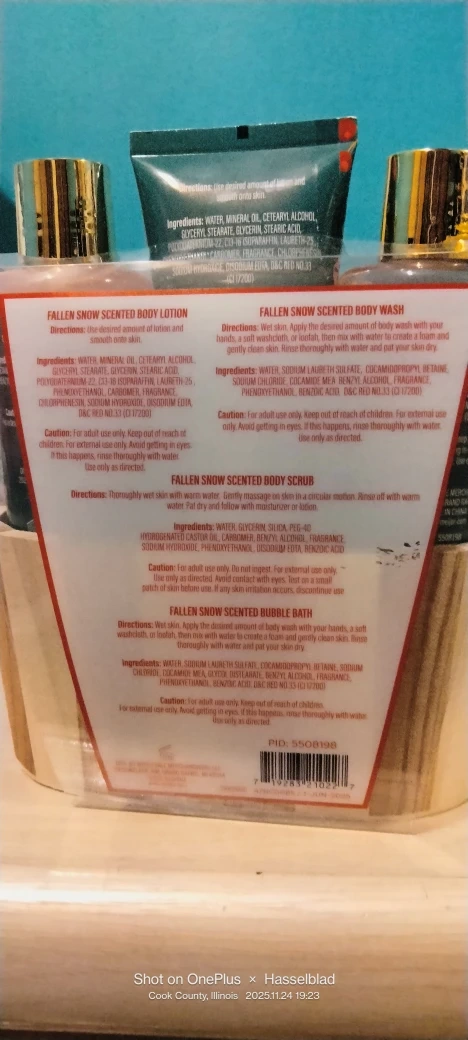 Directions: Use desired amount of lotion and
smooth onto skin.
Ingredients: WATER, MINERAL OIL, CETEARYL ALCOHOL,
GLYCERYL STEARATE, GLYCERIN, STEARIC ACID,
POLYQUATERNIUM-22, C13-16 ISOPARAFFIN, LAURETH-25,
SODIUM HYDROXIDE, DISODIUM EDTA, D&C RED NO.33
(CI 17200)
FALLEN SNOW SCENTED BODY LOTION
Directions: Use desired amount of lotion and
smooth onto skin.
Ingredients: WATER, MINERAL OIL, CETEARYL ALCOHOL,
GLYCERYL STEARATE, GLYCERIN, STEARIC ACID,
POLYQUATERNIUM-22, C13-16 ISOPARAFFIN, LAURETH-25,
PHENOXYETHANOL, CARBOMER, FRAGRANCE,
CHLORPHENESIN, SODIUM HYDROXIDE, DISODIUM EDTA,
D&C RED NO.33 (CI 17200)
Caution: For adult use only. Keep out of reach of
children. For external use only. Avoid getting in eyes.
If this happens, rinse thoroughly with water.
Use only as directed.
FALLEN SNOW SCENTED BODY WASH
Directions: Wet skin. Apply the desired amount of body wash with your
hands, a soft washcloth, or loofah, then mix with water to create a foam and
gently clean skin. Rinse thoroughly with water and pat your skin dry.
Ingredients: WATER, SODIUM LAURETH SULFATE, COCAMIDOPROPYL BETAINE,
SODIUM CHLORIDE, COCAMIDE MEA, BENZYL ALCOHOL, FRAGRANCE,
PHENOXYETHANOL, BENZOIC ACID, D&C RED NO.33 (CI 17200)
Caution: For adult use only. Keep out of reach of children. For external use
only. Avoid getting in eyes. If this happens, rinse thoroughly with water.
Use only as directed.
FALLEN SNOW SCENTED BODY SCRUB
Directions: Thoroughly wet skin with warm water. Gently massage on skin in a circular motion. Rinse off with warm
water. Pat dry and follow with moisturizer or lotion.
Ingredients: WATER, GLYCERIN, SILICA, PEG-40
HYDROGENATED CASTOR OIL, CARBOMER, BENZYL ALCOHOL, FRAGRANCE,
SODIUM HYDROXIDE, PHENOXYETHANOL, DISODIUM EDTA, BENZOIC ACID
Caution: For adult use only. Do not ingest. For external use only.
Use only as directed. Avoid contact with eyes. Test on a small
patch of skin before use. If any skin irritation occurs, discontinue use
FALLEN SNOW SCENTED BUBBLE BATH
Directions: Wet skin. Apply the desired amount of body wash with your hands, a soft
washcloth, or loofah, then mix with water to create a foam and gently clean skin. Rinse
thoroughly with water and pat your skin dry.
Ingredients: WATER, SODIUM LAURETH SULFATE, COCAMIDOPROPYL BETAINE, SODIUM
CHLORIDE, COCAMIDE MEA, GLYCOL DISTEARATE, BENZYL ALCOHOL, FRAGRANCE,
PHENOXYETHANOL, BENZOIC ACID, D&C RED NO.33 (CI 17200)
Caution: For adult use only. Keep out of reach of children.
For external use only. Avoid getting in eyes. If this happens, rinse thoroughly with water.
Use only as directed.
PID: 5508198
7 19283 21022 7
Shot on OnePlus × Hasselblad
Cook County, Illinois 2025.11.24 19:23